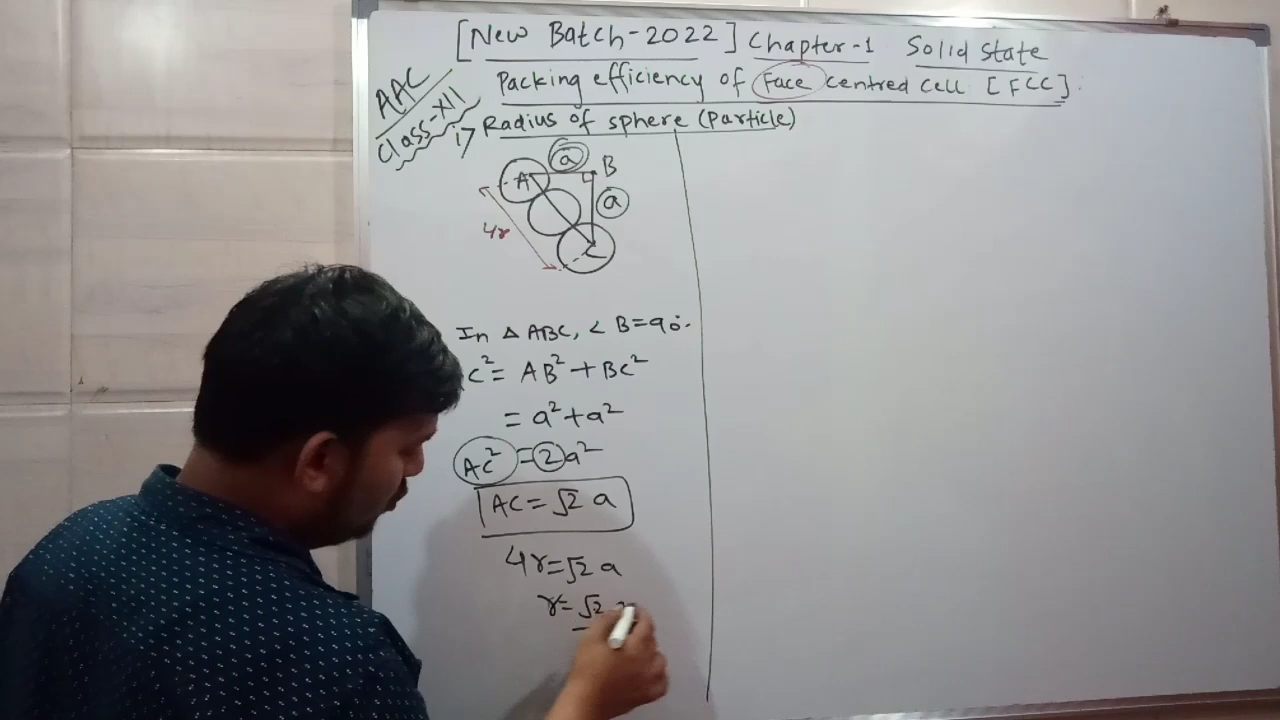 [New Batch-2022] Chapter-1 Solid State
Packing efficiency of Face Centred Cell [FCC].
AAC
Class-XII
i) Radius of sphere (Particle)
a
A
B
a
4r
C
In △ ABC, ∠ B=90°.
C²= AB²+BC²
= a²+a²
AC²=2a²
AC=√2 a
4r=√2 a
r=√2